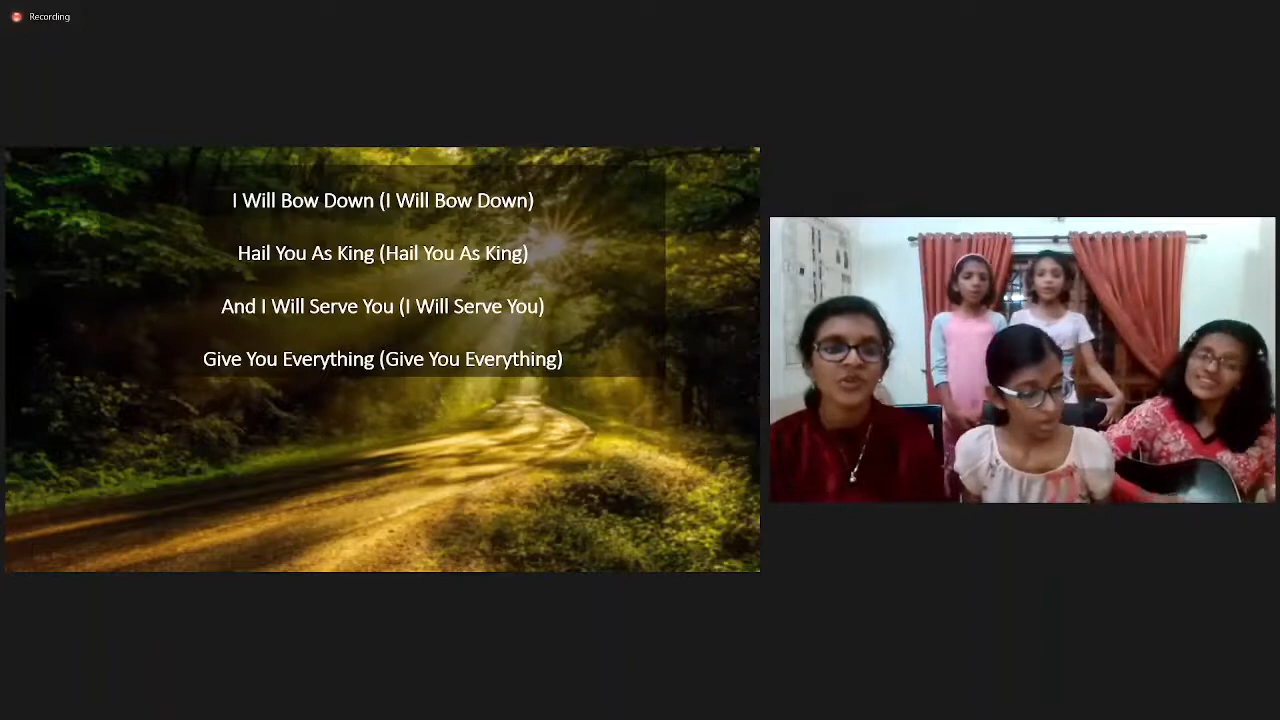 Recording
I Will Bow Down (I Will Bow Down)
Hail You As King (Hail You As King)
And I Will Serve You (I Will Serve You)
Give You Everything (Give You Everything)